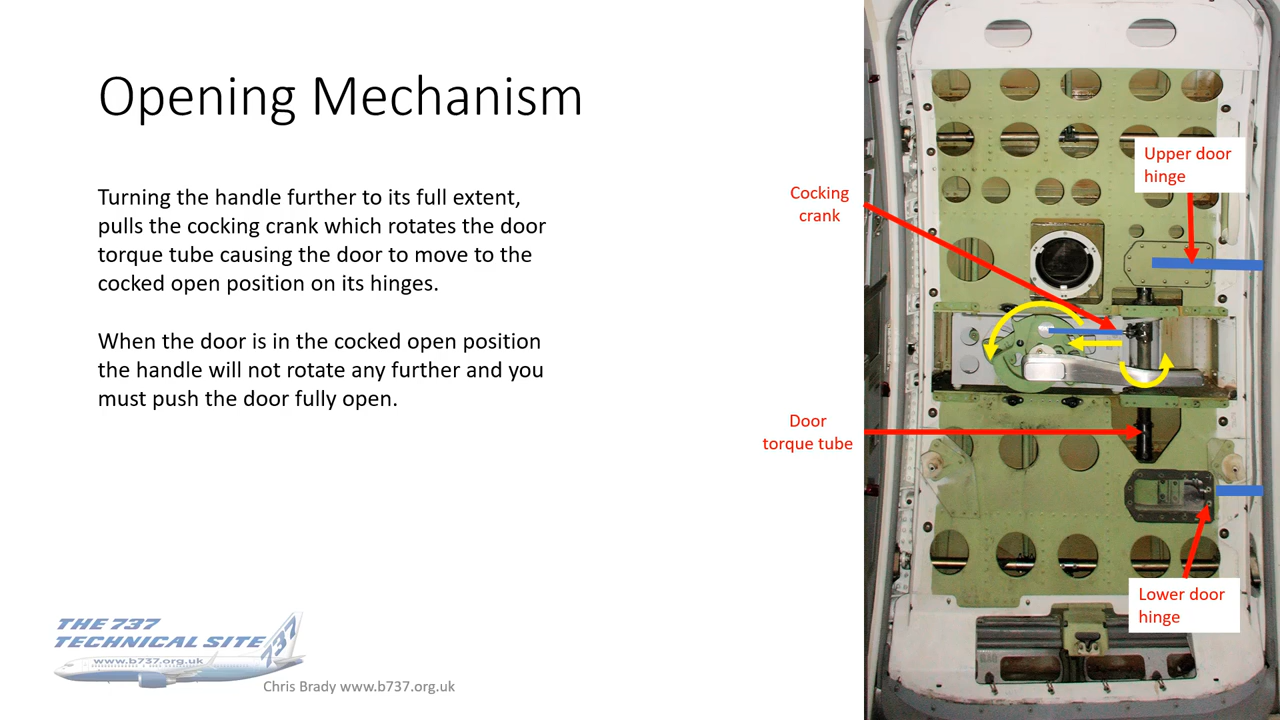 Opening Mechanism
Turning the handle further to its full extent,
pulls the cocking crank which rotates the door
torque tube causing the door to move to the
cocked open position on its hinges.
When the door is in the cocked open position
the handle will not rotate any further and you
must push the door fully open.
Cocking
crank
Upper door
hinge
Door
torque tube
Lower door
hinge
THE 737
TECHNICAL SITE
737
www.b737.org.uk
Chris Brady www.b737.org.uk